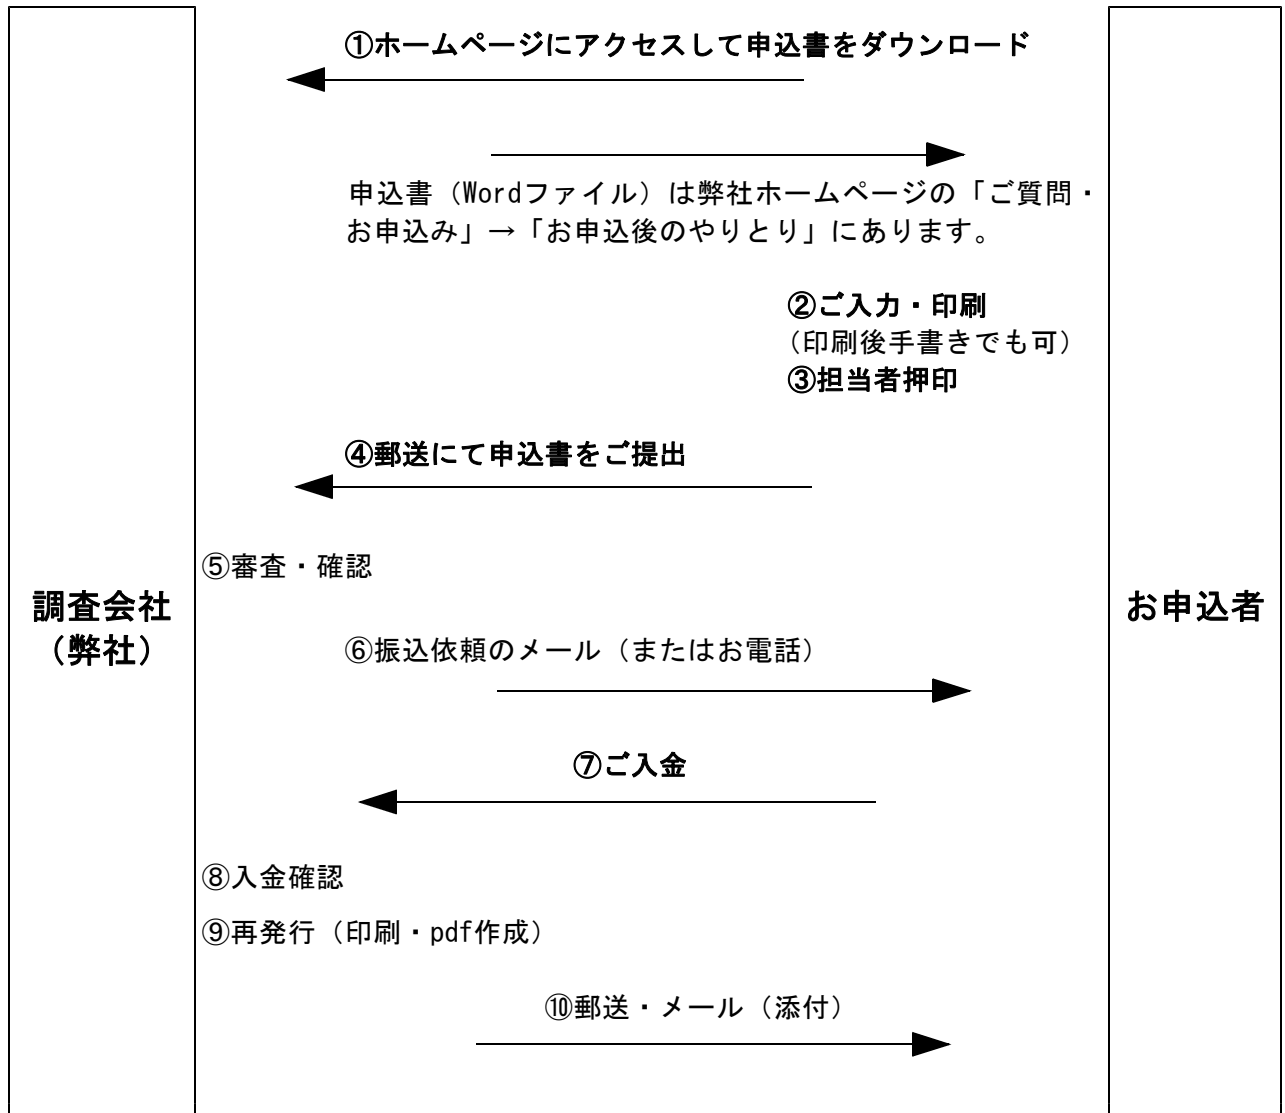 ①ホームページにアクセスして申込書をダウンロード
申込書（Wordファイル）は弊社ホームページの「ご質問・
お申込み」→「お申込後のやりとり」にあります。
②ご入力・印刷
（印刷後手書きでも可）
③担当者押印
④郵送にて申込書をご提出
⑤審査・確認
調査会社
（弊社）
お申込者
⑥振込依頼のメール（またはお電話）
⑦ご入金
⑧入金確認
⑨再発行（印刷・pdf作成）
⑩郵送・メール（添付）